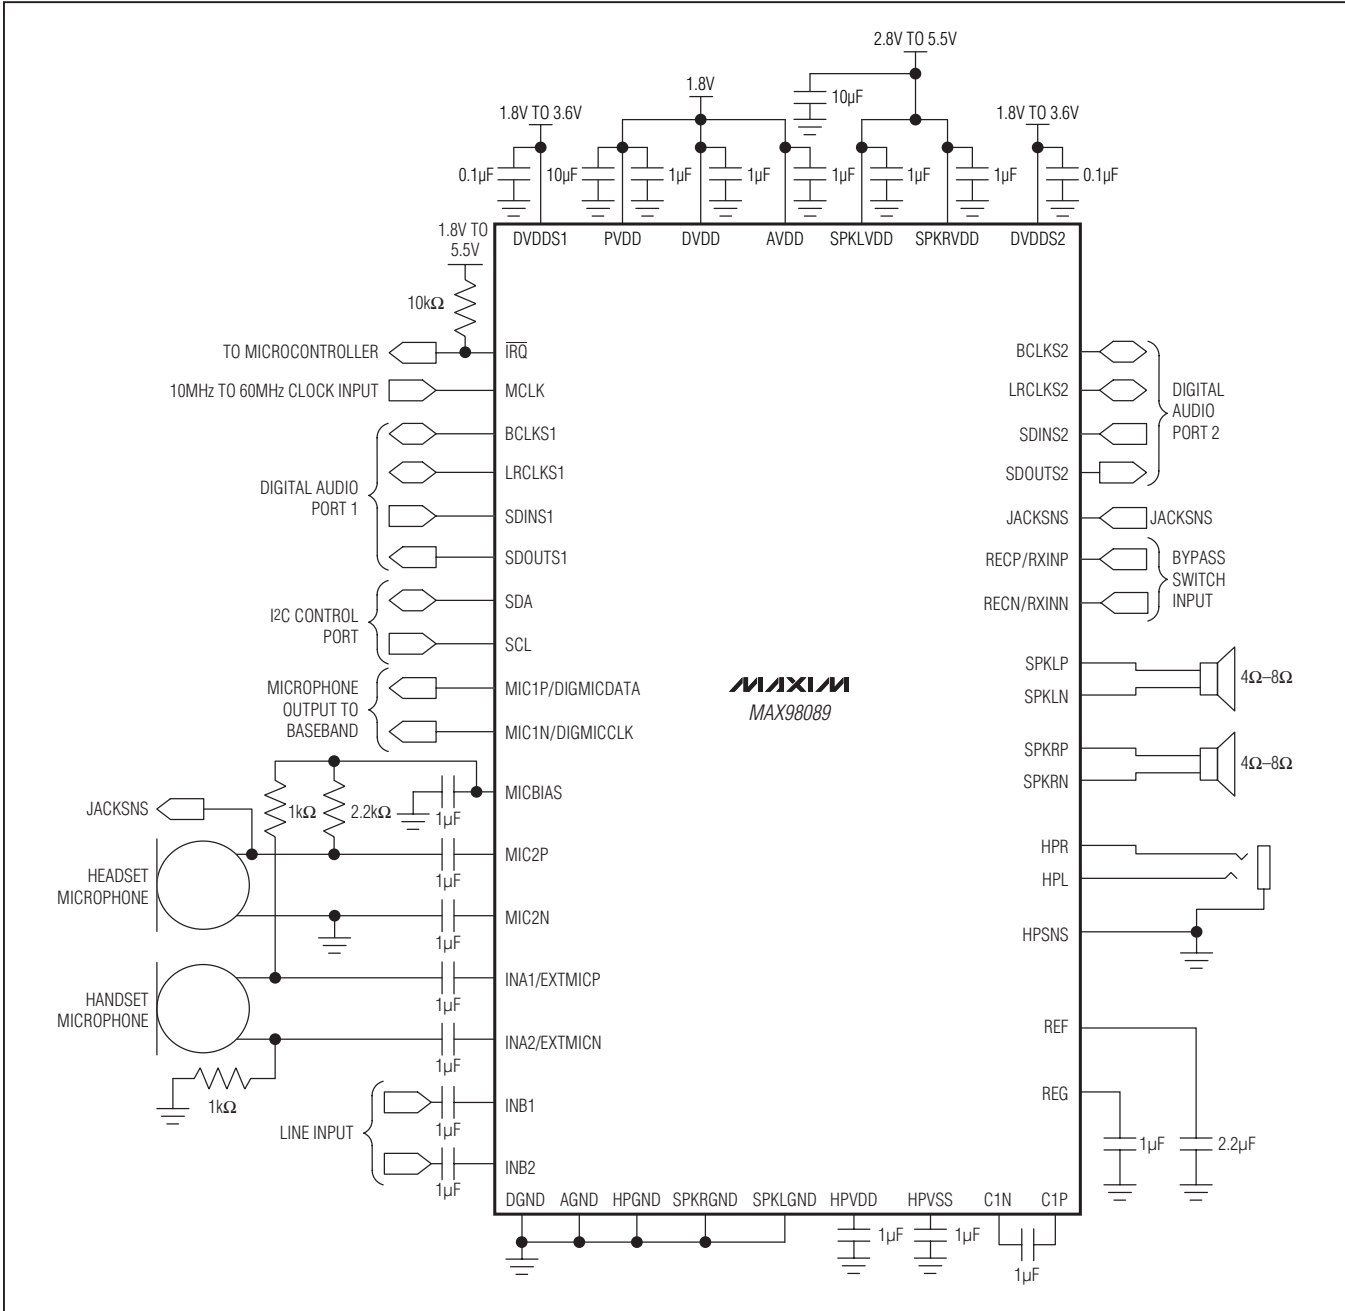 2.8V TO 5.5V
1.8V
10µF
1.8V TO 3.6V
1.8V TO 3.6V
0.1µF
10µF
1µF
1µF
1µF
1µF
1µF
0.1µF
1.8V TO
5.5V
DVDDS1
PVDD
DVDD
AVDD
SPKLVDD
SPKRVDD
DVDDS2
10kΩ
TO MICROCONTROLLER
IRQ
10MHz TO 60MHz CLOCK INPUT
MCLK
DIGITAL AUDIO
PORT 1
BCLKS1
LRCLKS1
SDINS1
SDOUTS1
I2C CONTROL
PORT
SDA
SCL
MICROPHONE
OUTPUT TO
BASEBAND
MIC1P/DIGMICDATA
MIC1N/DIGMICCLK
MICBIAS
1µF
1kΩ
2.2kΩ
JACKSNS
HEADSET
MICROPHONE
MIC2P
1µF
MIC2N
1µF
HANDSET
MICROPHONE
INA1/EXTMICP
1µF
INA2/EXTMICN
1µF
1kΩ
LINE INPUT
INB1
1µF
INB2
1µF
MAXIM
MAX98089
BCLKS2
LRCLKS2
SDINS2
SDOUTS2
DIGITAL
AUDIO
PORT 2
JACKSNS
JACKSNS
RECP/RXINP
RECN/RXINN
BYPASS
SWITCH
INPUT
SPKLP
SPKLN
4Ω–8Ω
SPKRP
SPKRN
4Ω–8Ω
HPR
HPL
HPSNS
REF
REG
1µF
2.2µF
DGND
AGND
HPGND
SPKRGND
SPKLGND
HPVDD
HPVSS
C1N
C1P
1µF
1µF
1µF